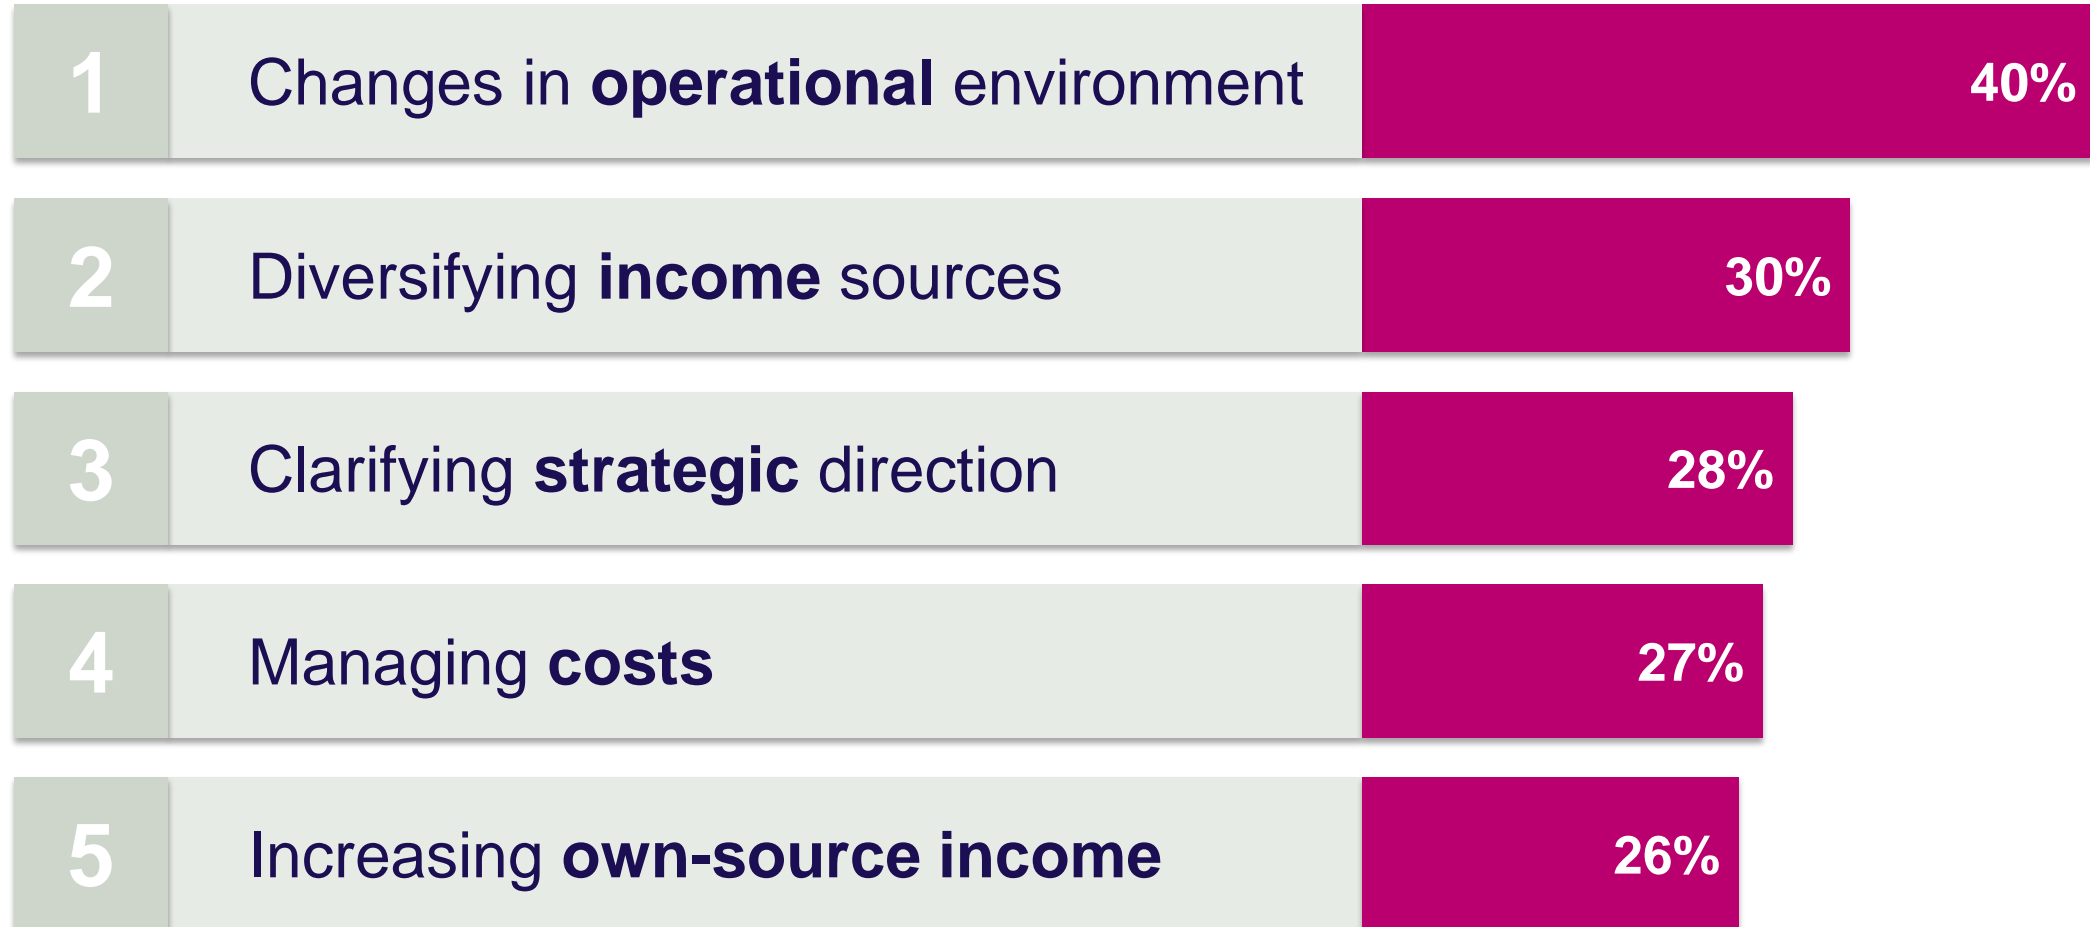 1 Changes in operational environment 40%
2 Diversifying income sources 30%
3 Clarifying strategic direction 28%
4 Managing costs 27%
5 Increasing own-source income 26%